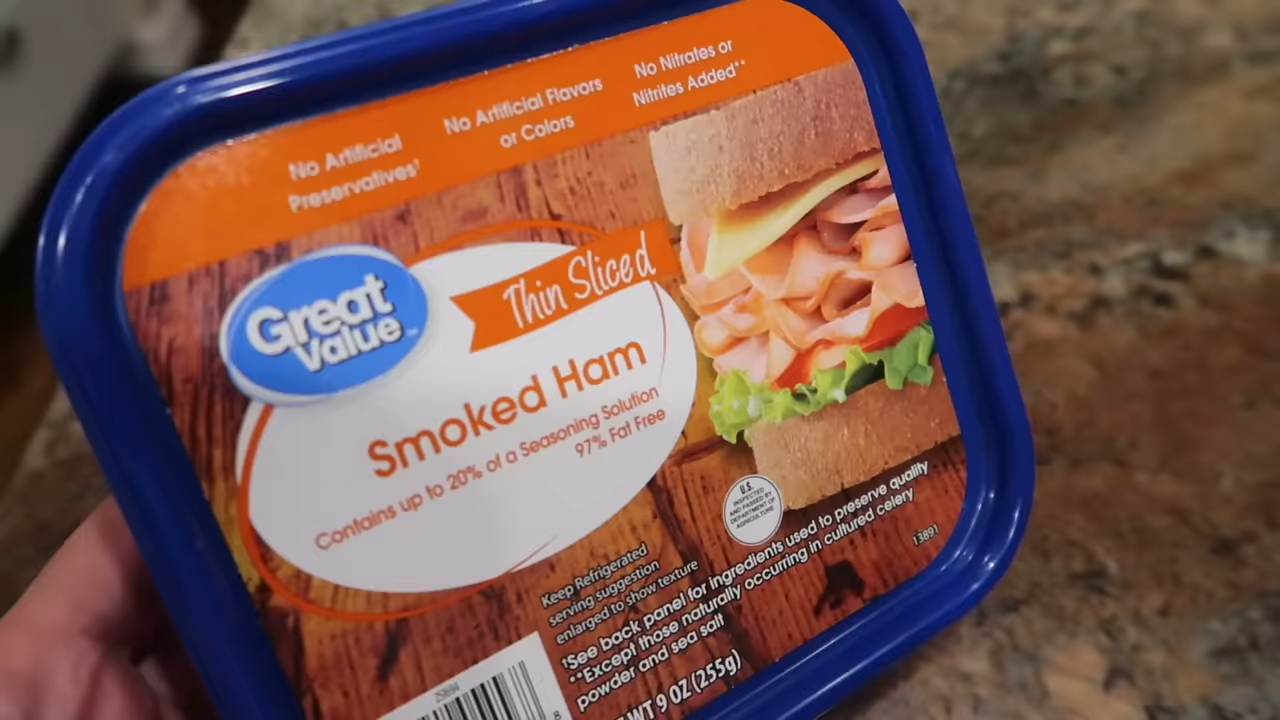 No Artificial
Preservatives†
No Artificial Flavors
or Colors
No Nitrates or
Nitrites Added**
Great
Value™
Thin Sliced
Smoked Ham
Contains up to 20% of a Seasoning Solution
97% Fat Free
U.S.
INSPECTED
AND PASSED BY
DEPARTMENT OF
AGRICULTURE
Keep Refrigerated
serving suggestion
enlarged to show texture
†See back panel for ingredients used to preserve quality
**Except those naturally occurring in cultured celery
powder and sea salt
13891
WT 9 OZ (255g)